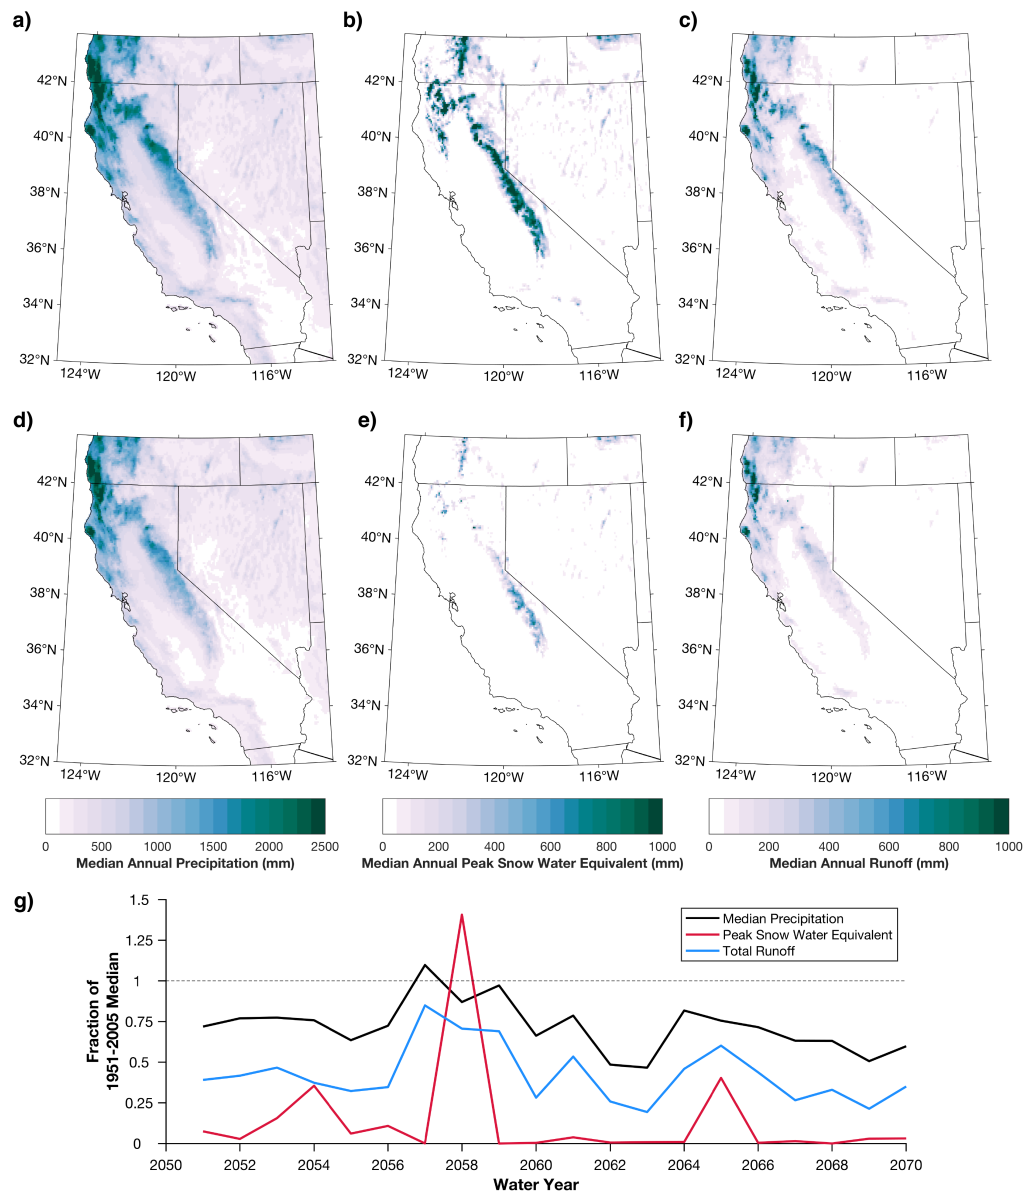 a)
b)
c)
42°N
40°N
38°N
36°N
34°N
32°N
124°W
120°W
116°W
42°N
40°N
38°N
36°N
34°N
32°N
124°W
120°W
116°W
42°N
40°N
38°N
36°N
34°N
32°N
124°W
120°W
116°W
d)
e)
f)
42°N
40°N
38°N
36°N
34°N
32°N
124°W
120°W
116°W
42°N
40°N
38°N
36°N
34°N
32°N
124°W
120°W
116°W
42°N
40°N
38°N
36°N
34°N
32°N
124°W
120°W
116°W
0 500 1000 1500 2000 2500
Median Annual Precipitation (mm)
0 200 400 600 800 1000
Median Annual Peak Snow Water Equivalent (mm)
0 200 400 600 800 1000
Median Annual Runoff (mm)
g)
Fraction of
1951-2005 Median
1.5
1.25
1
0.75
0.5
0.25
0
Median Precipitation
Peak Snow Water Equivalent
Total Runoff
2050 2052 2054 2056 2058 2060 2062 2064 2066 2068 2070
Water Year